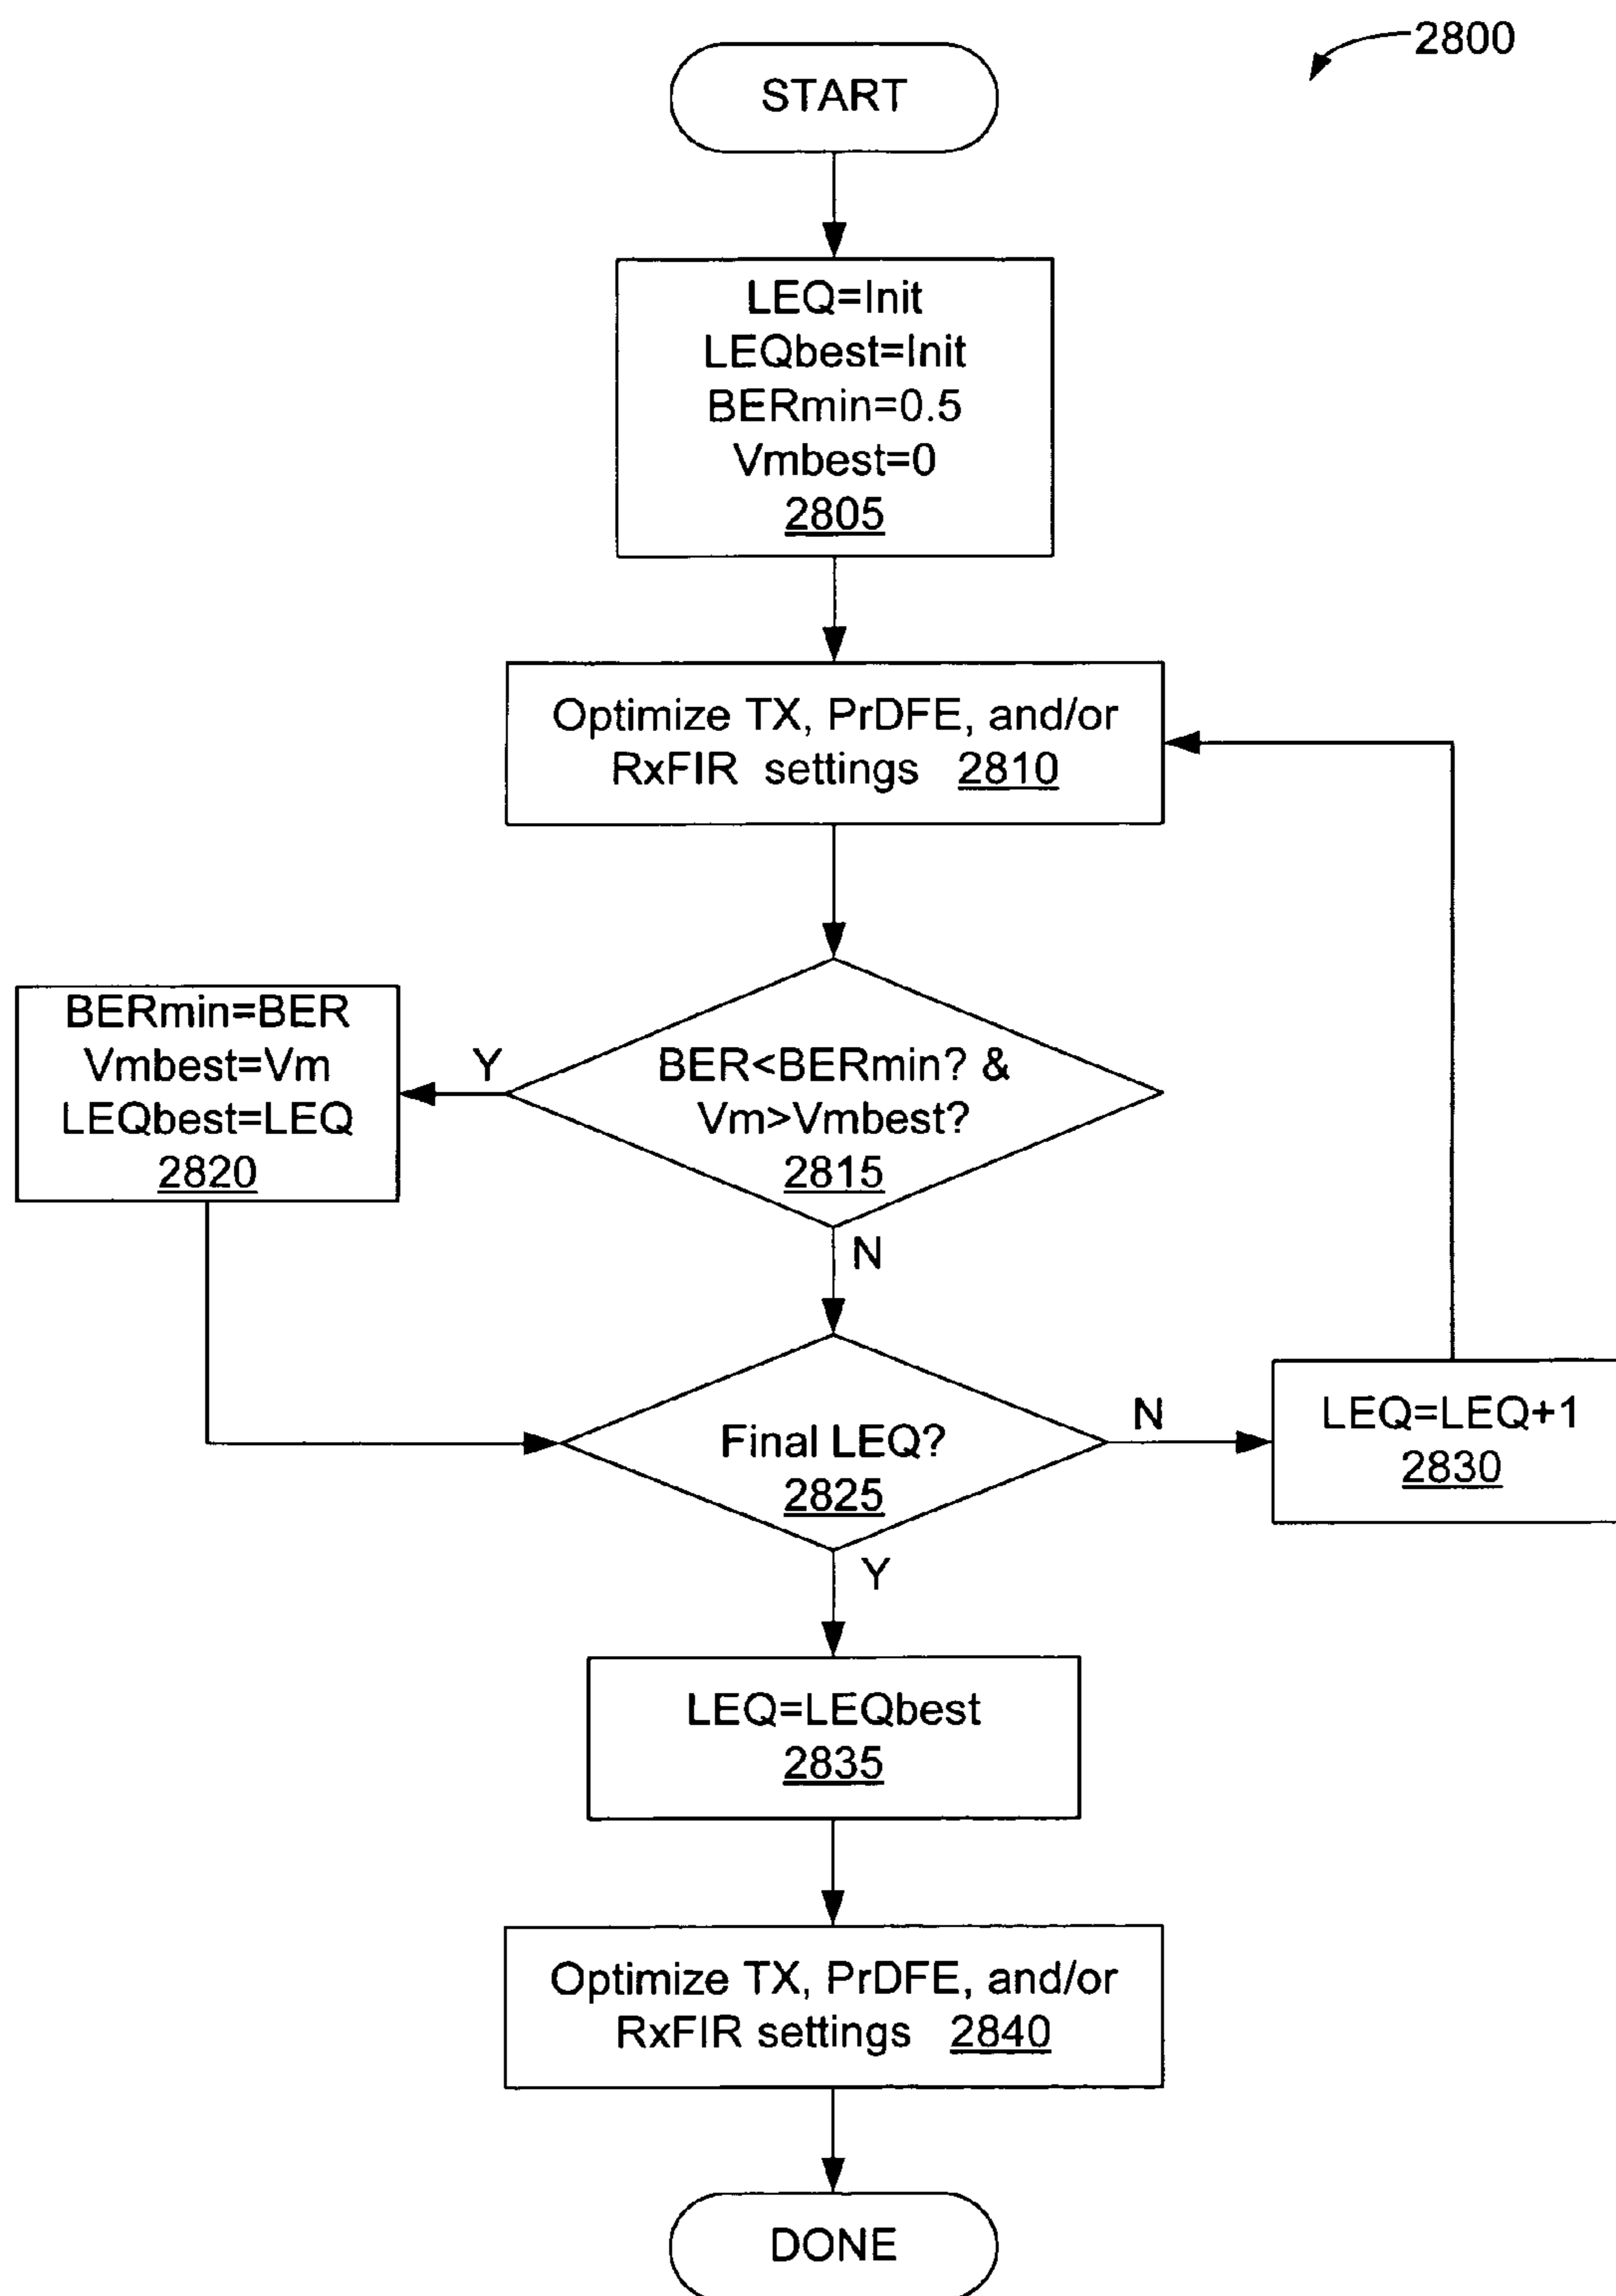 2800
START
LEQ=Init
LEQbest=Init
BERmin=0.5
Vmbest=0
2805
Optimize TX, PrDFE, and/or
RxFIR settings 2810
BER<BERmin? &
Vm>Vmbest?
2815
Y
BERmin=BER
Vmbest=Vm
LEQbest=LEQ
2820
N
Final LEQ?
2825
N
LEQ=LEQ+1
2830
Y
LEQ=LEQbest
2835
Optimize TX, PrDFE, and/or
RxFIR settings 2840
DONE